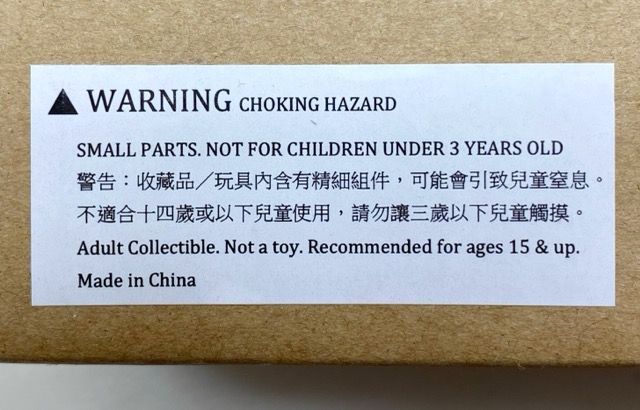 ▲ WARNING CHOKING HAZARD
SMALL PARTS. NOT FOR CHILDREN UNDER 3 YEARS OLD
警告：收藏品／玩具內含有精細組件，可能會引致兒童窒息。
不適合十四歲或以下兒童使用，請勿讓三歲以下兒童觸摸。
Adult Collectible. Not a toy. Recommended for ages 15 & up.
Made in China